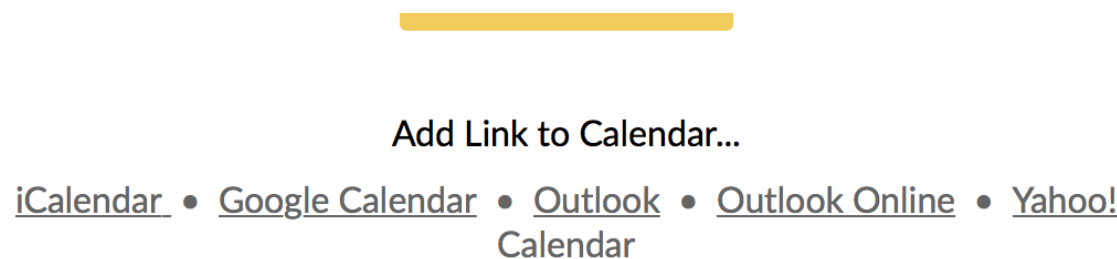 Add Link to Calendar...
iCalendar • Google Calendar • Outlook • Outlook Online • Yahoo!
Calendar